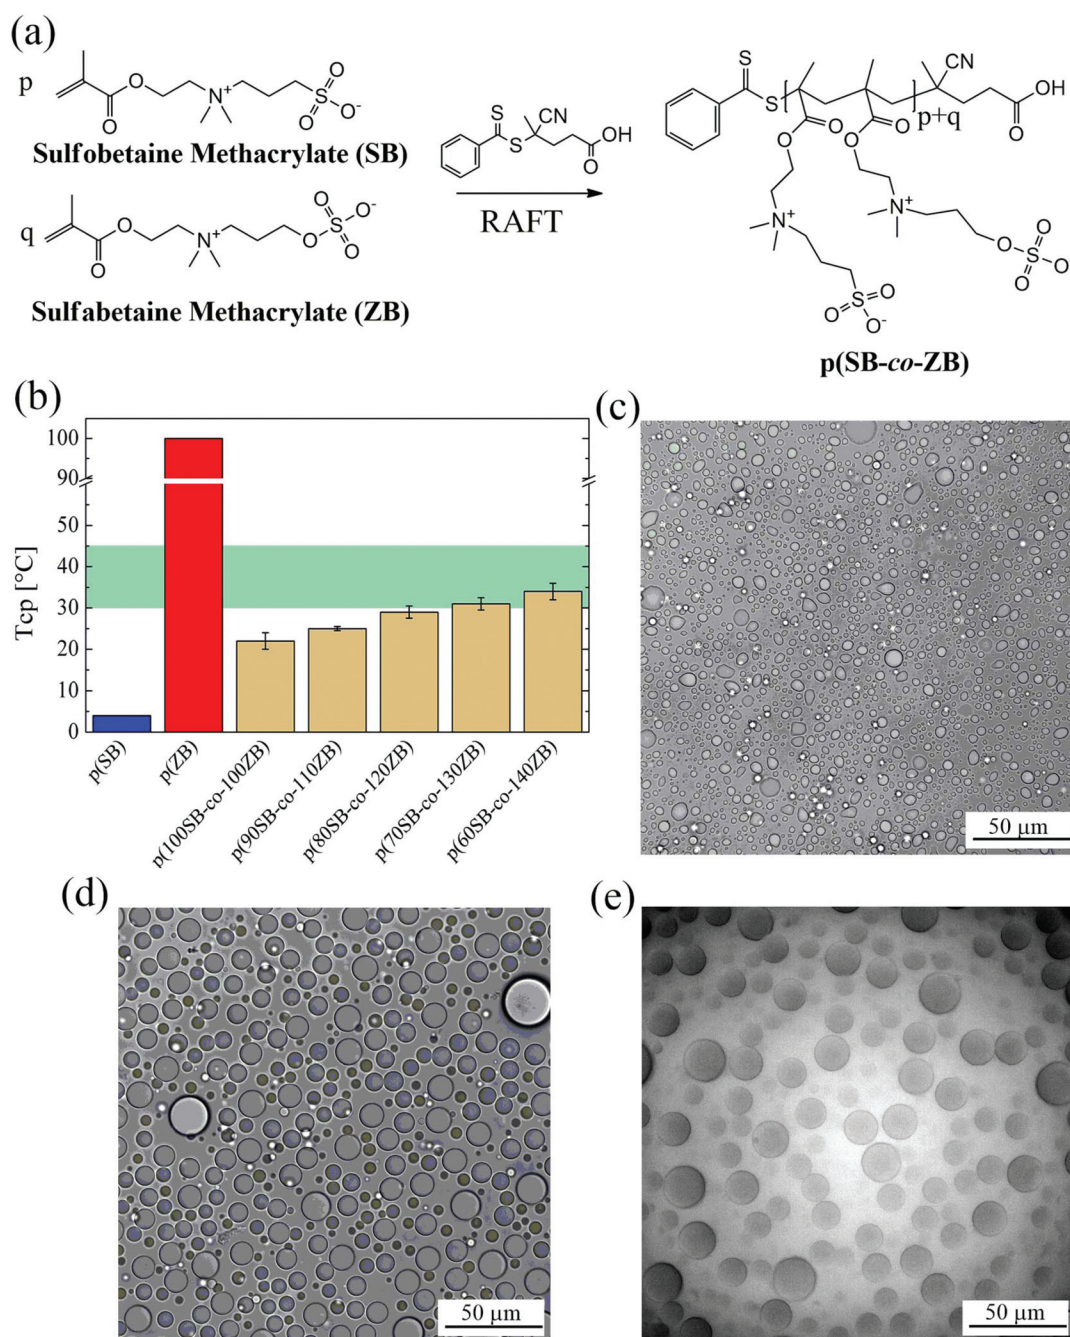 (a)
p
O
O
N⁺
S
O
O
O⁻
Sulfobetaine Methacrylate (SB)
q
O
O
N⁺
O
S
O⁻
O
O
Sulfabetaine Methacrylate (ZB)
S
CN
S
OH
O
RAFT
S
S
CN
OH
O
p+q
O
O
O
O
N⁺
N⁺
O
S
O
O
O
S
O
O
O⁻
p(SB-co-ZB)
(b)
Tcp [°C]
100
90
50
40
30
20
10
0
p(SB)
p(ZB)
p(100SB-co-100ZB)
p(90SB-co-110ZB)
p(80SB-co-120ZB)
p(70SB-co-130ZB)
p(60SB-co-140ZB)
(c)
50 μm
(d)
50 μm
(e)
50 μm